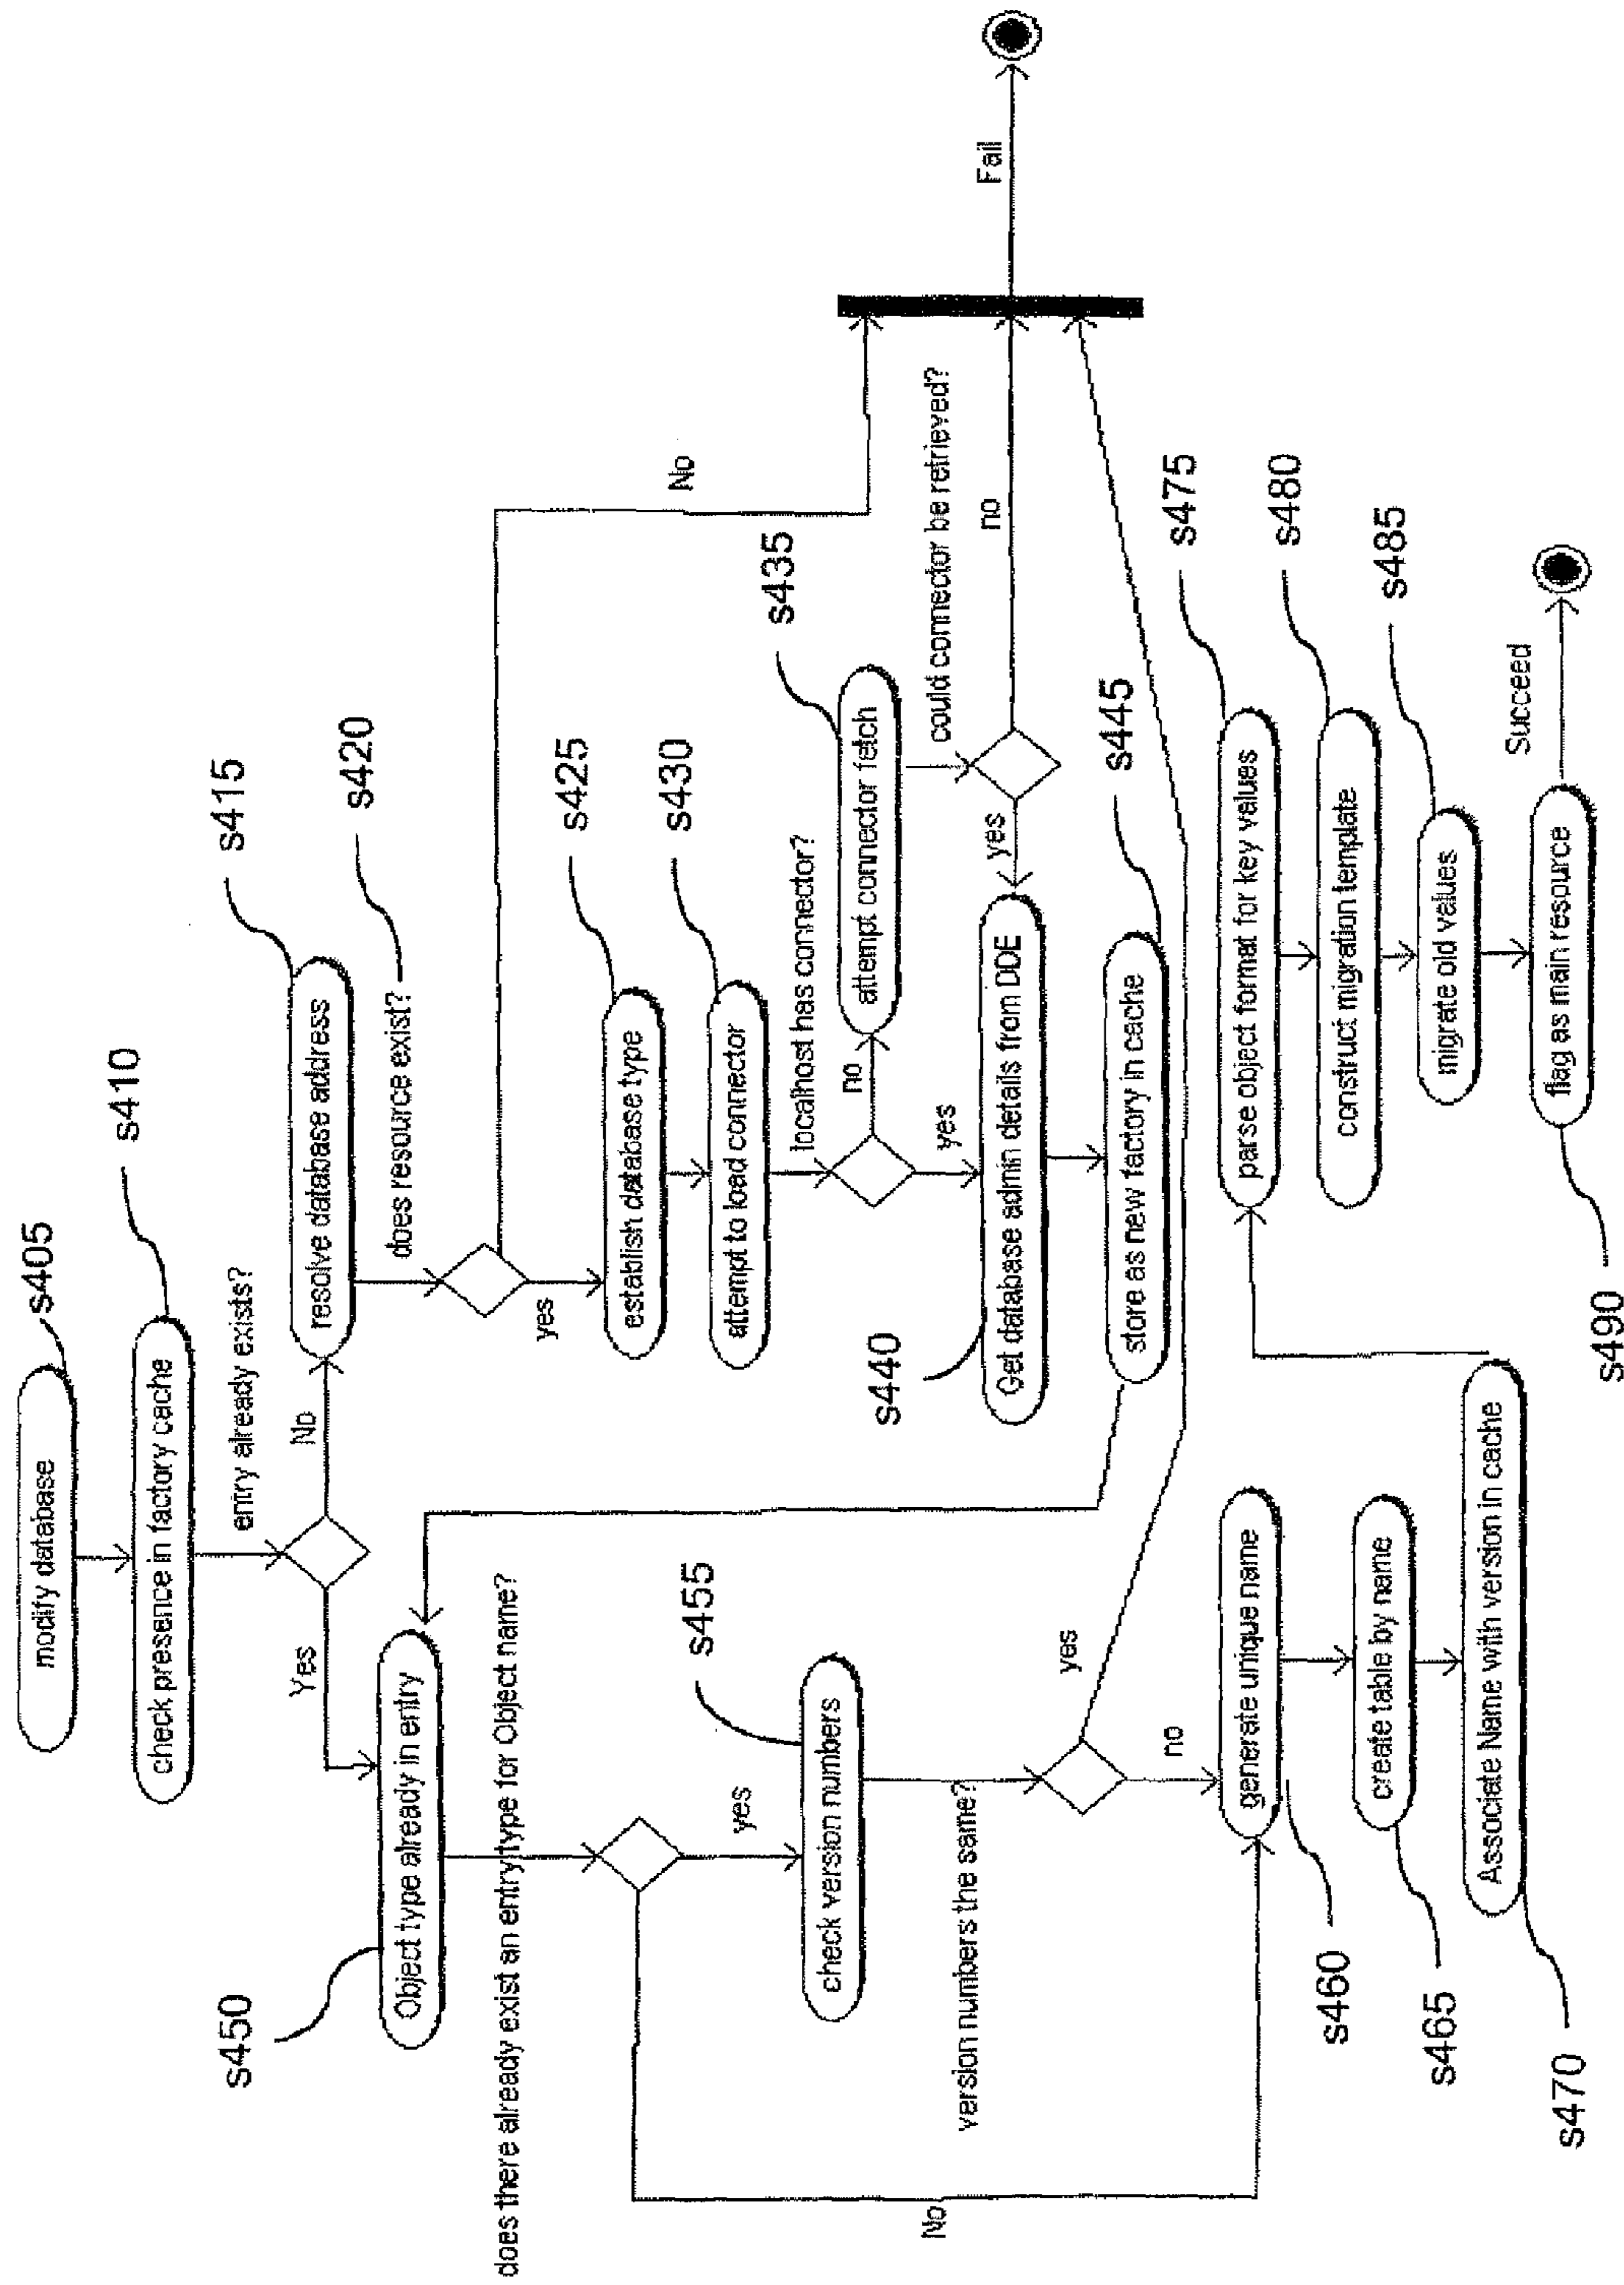 modify database
s405
check presence in factory cache
s410
entry already exists?
Yes
No
resolve database address
s415
does resource exist?
s420
No
yes
establish database type
s425
attempt to load connector
s430
localhost has connector?
no
yes
attempt connector fetch
s435
could connector be retrieved?
yes
no
Fail
Get database admin details from DDE
s440
store as new factory in cache
s445
Object type already in entry
s450
does there already exist an entry type for Object name?
yes
No
check version numbers
s455
version numbers the same?
yes
no
generate unique name
s460
create table by name
s465
Associate Name with version in cache
s470
parse object format for key values
s475
construct migration template
s480
migrate old values
s485
flag as main resource
s490
Succeed